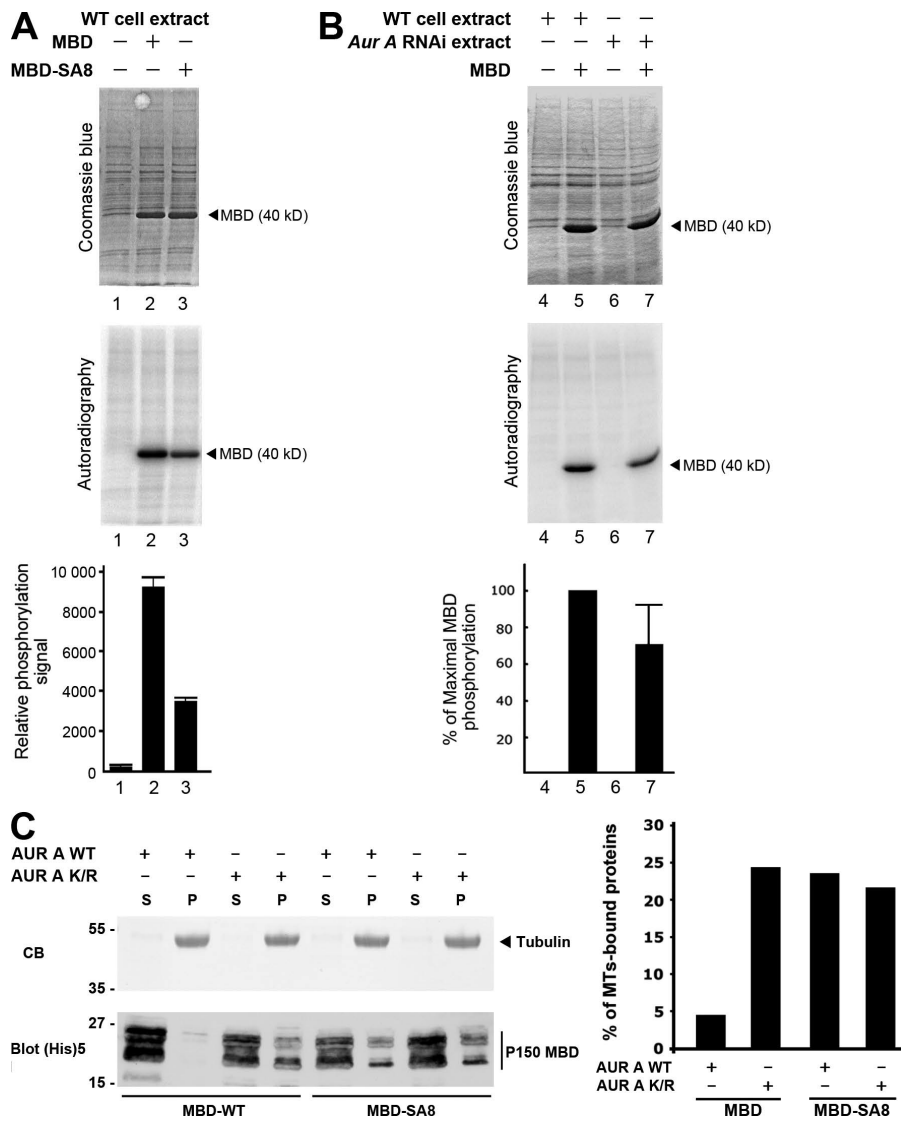 A
WT cell extract
MBD – + –
MBD-SA8 – – +
Coomassie blue
MBD (40 kD)
1 2 3
Autoradiography
MBD (40 kD)
1 2 3
Relative phosphorylation signal
10 000
8000
6000
4000
2000
0
1 2 3
B
WT cell extract + + – –
Aur A RNAi extract – – + +
MBD – + – +
Coomassie blue
MBD (40 kD)
4 5 6 7
Autoradiography
MBD (40 kD)
4 5 6 7
% of Maximal MBD phosphorylation
100
80
60
40
20
4 5 6 7
C
AUR A WT + + – – + + – –
AUR A K/R – – + + – – + +
S P S P S P S P
CB
55 -
35 -
Tubulin
Blot (His)5
27 -
15 -
P150 MBD
MBD-WT MBD-SA8
% of MTs-bound proteins
30
25
20
15
10
5
0
AUR A WT + – + –
AUR A K/R – + – +
MBD MBD-SA8